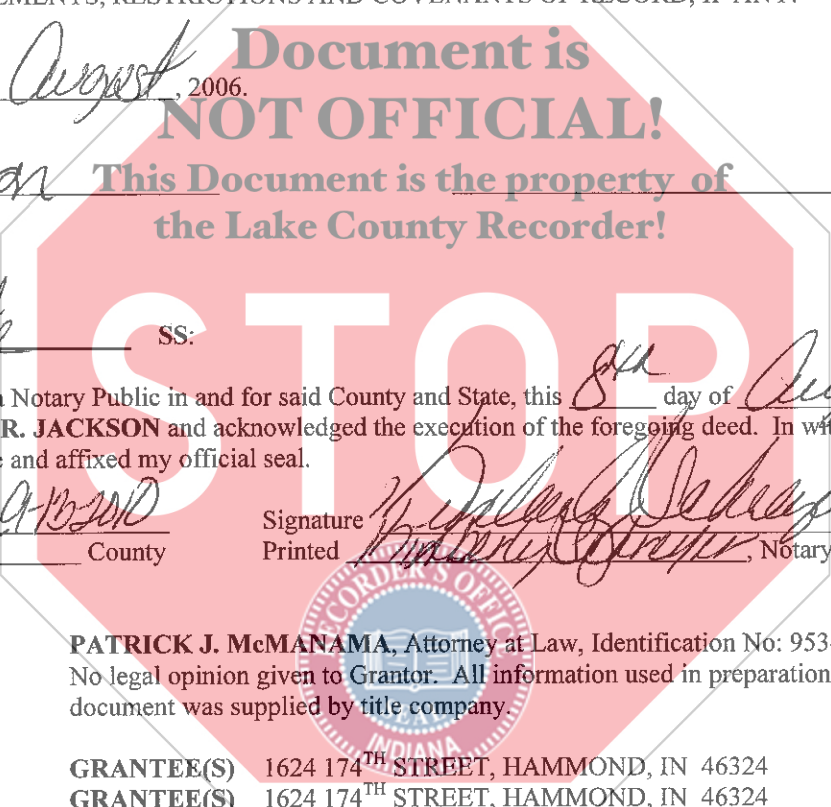 EMENTS, RESTRICTIONS AND COVENANTS OF RECORD, IF ANY.
Document is
August, 2006.
NOT OFFICIAL!
This Document is the property of
the Lake County Recorder!
STOP
SS:
a Notary Public in and for said County and State, this 8th day of Aug
R. JACKSON and acknowledged the execution of the foregoing deed. In wit
e and affixed my official seal.
Signature
County Printed Kimberly, Notary
RECORDER'S OFFICE
SEAL
INDIANA
PATRICK J. McMANAMA, Attorney at Law, Identification No: 953-
No legal opinion given to Grantor. All information used in preparation
document was supplied by title company.
GRANTEE(S) 1624 174TH STREET, HAMMOND, IN 46324
GRANTEE(S) 1624 174TH STREET, HAMMOND, IN 46324